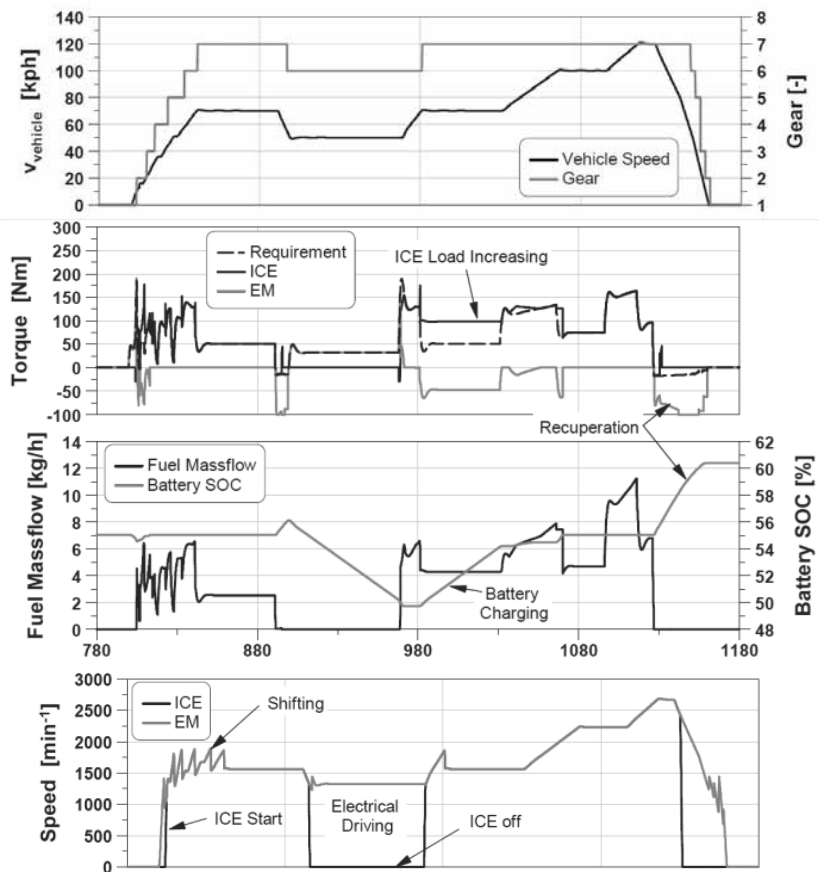 140
120
100
80
60
40
20
0
v_vehicle [kph]
8
7
6
5
4
3
2
1
Gear [-]
Vehicle Speed
Gear
300
250
200
150
100
50
0
-50
-100
Torque [Nm]
Requirement
ICE
EM
ICE Load Increasing
Recuperation
14
12
10
8
6
4
2
0
Fuel Massflow [kg/h]
Fuel Massflow
Battery SOC
Battery
Charging
62
60
58
56
54
52
50
48
Battery SOC [%]
780 880 980 1080 1180
3000
2500
2000
1500
1000
500
0
Speed [min⁻¹]
ICE
EM
Shifting
ICE Start
Electrical
Driving
ICE off